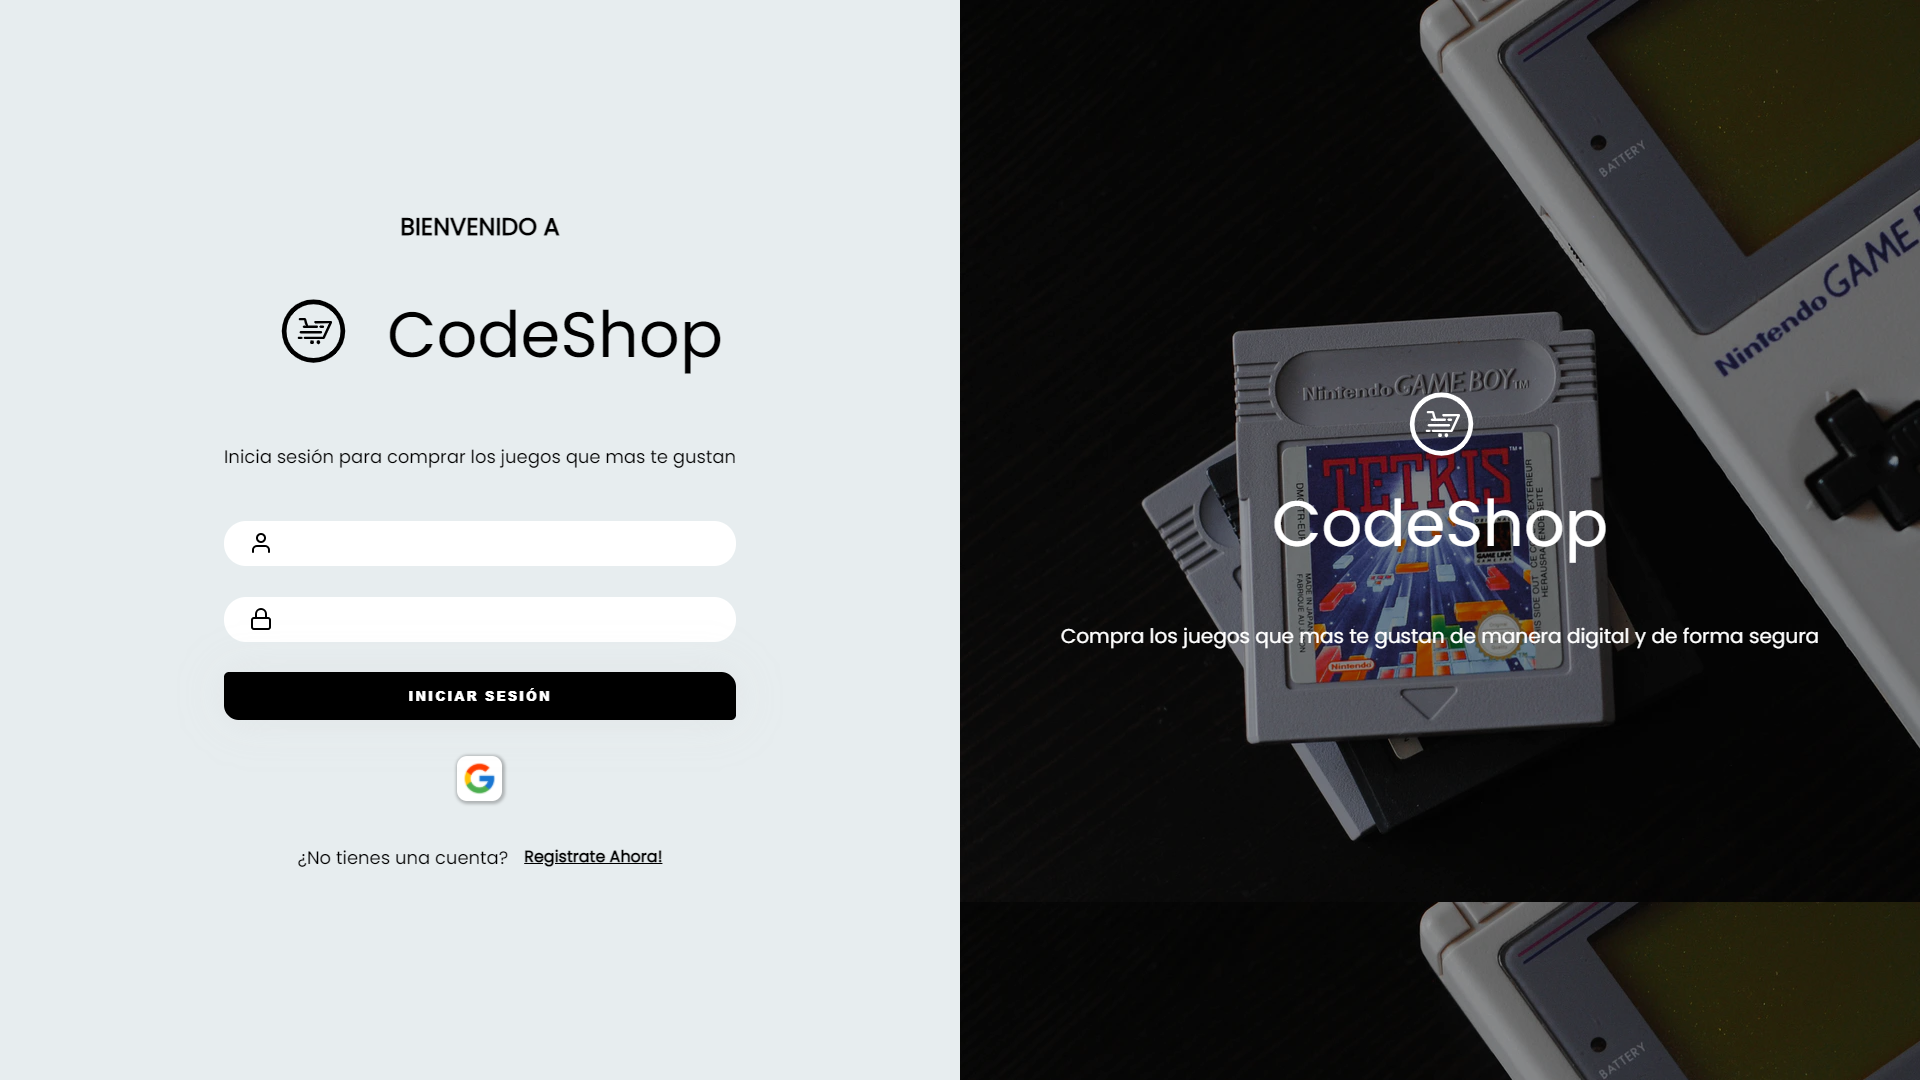 BIENVENIDO A
CodeShop
Inicia sesión para comprar los juegos que mas te gustan
INICIAR SESIÓN
¿No tienes una cuenta? Registrate Ahora!
BATTERY
Nintendo GAME
Nintendo GAME BOY TM
TETRIS
CodeShop
Compra los juegos que mas te gustan de manera digital y de forma segura
Nintendo
BATTERY